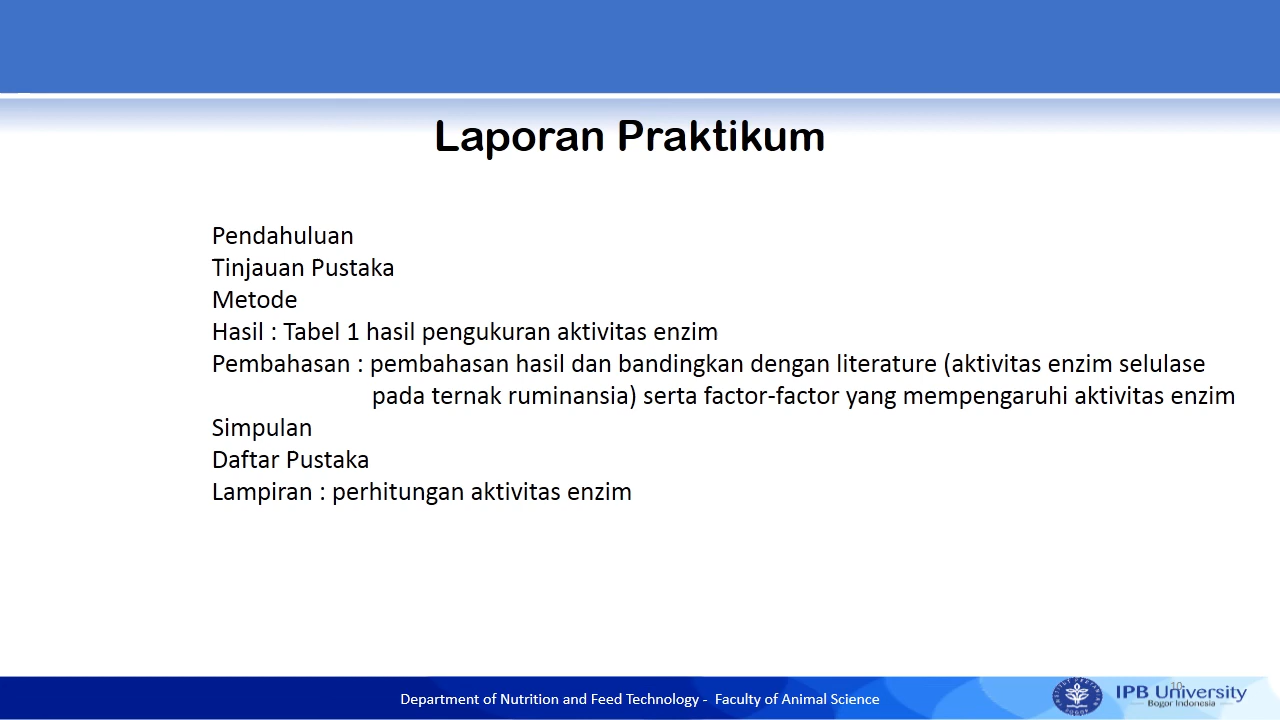 Laporan Praktikum
Pendahuluan
Tinjauan Pustaka
Metode
Hasil : Tabel 1 hasil pengukuran aktivitas enzim
Pembahasan : pembahasan hasil dan bandingkan dengan literature (aktivitas enzim selulase
pada ternak ruminansia) serta factor-factor yang mempengaruhi aktivitas enzim
Simpulan
Daftar Pustaka
Lampiran : perhitungan aktivitas enzim
Department of Nutrition and Feed Technology - Faculty of Animal Science
10
IPB University
Bogor Indonesia